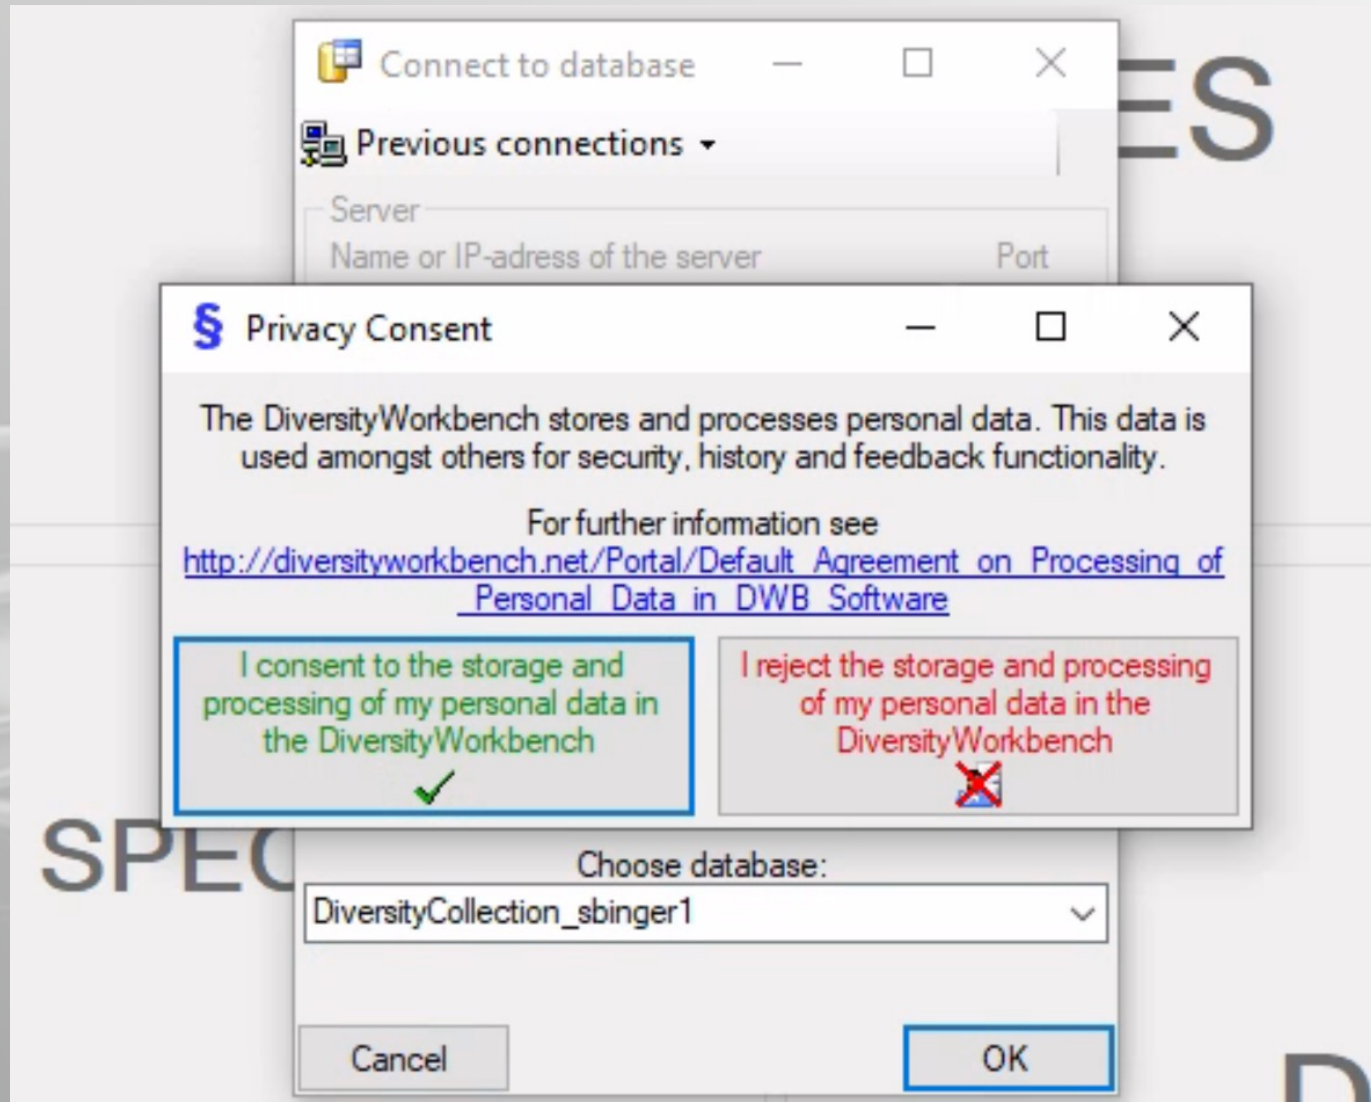 Connect to database
ES
Previous connections
Server
Name or IP-adress of the server Port
§ Privacy Consent
The DiversityWorkbench stores and processes personal data. This data is
used amongst others for security, history and feedback functionality.
For further information see
http://diversityworkbench.net/Portal/Default_Agreement_on_Processing_of
_Personal_Data_in_DWB_Software
I consent to the storage and
processing of my personal data in
the DiversityWorkbench
I reject the storage and processing
of my personal data in the
DiversityWorkbench
SPEC
Choose database:
DiversityCollection_sbinger1
Cancel OK
D